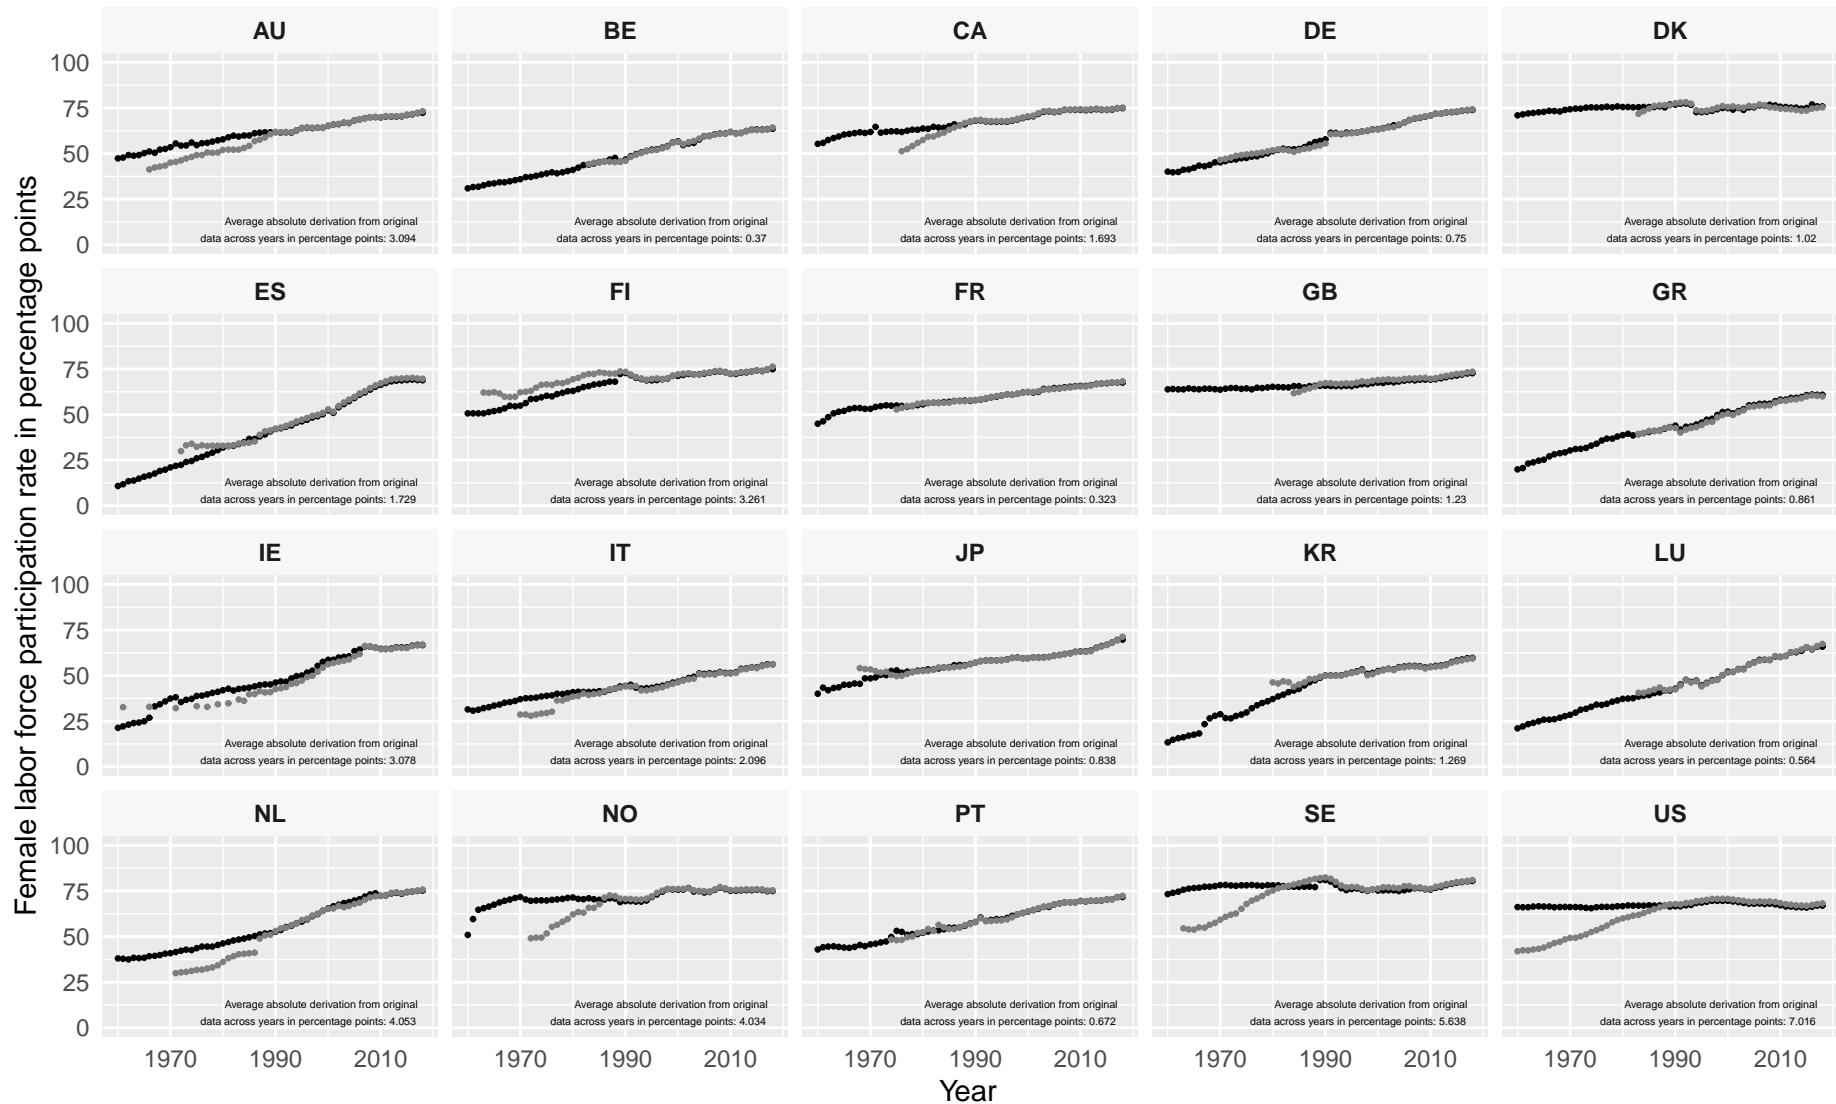 Female labor force participation rate in percentage points
AU
BE
CA
DE
DK
100
75
50
25
0
Average absolute derivation from original
data across years in percentage points: 3.094
Average absolute derivation from original
data across years in percentage points: 0.37
Average absolute derivation from original
data across years in percentage points: 1.693
Average absolute derivation from original
data across years in percentage points: 0.75
Average absolute derivation from original
data across years in percentage points: 1.02
ES
FI
FR
GB
GR
100
75
50
25
0
Average absolute derivation from original
data across years in percentage points: 1.729
Average absolute derivation from original
data across years in percentage points: 3.261
Average absolute derivation from original
data across years in percentage points: 0.323
Average absolute derivation from original
data across years in percentage points: 1.23
Average absolute derivation from original
data across years in percentage points: 0.861
IE
IT
JP
KR
LU
100
75
50
25
0
Average absolute derivation from original
data across years in percentage points: 3.078
Average absolute derivation from original
data across years in percentage points: 2.096
Average absolute derivation from original
data across years in percentage points: 0.838
Average absolute derivation from original
data across years in percentage points: 1.269
Average absolute derivation from original
data across years in percentage points: 0.564
NL
NO
PT
SE
US
100
75
50
25
0
Average absolute derivation from original
data across years in percentage points: 4.053
Average absolute derivation from original
data across years in percentage points: 4.034
Average absolute derivation from original
data across years in percentage points: 0.672
Average absolute derivation from original
data across years in percentage points: 5.638
Average absolute derivation from original
data across years in percentage points: 7.016
1970 1990 2010
1970 1990 2010
1970 1990 2010
1970 1990 2010
1970 1990 2010
Year